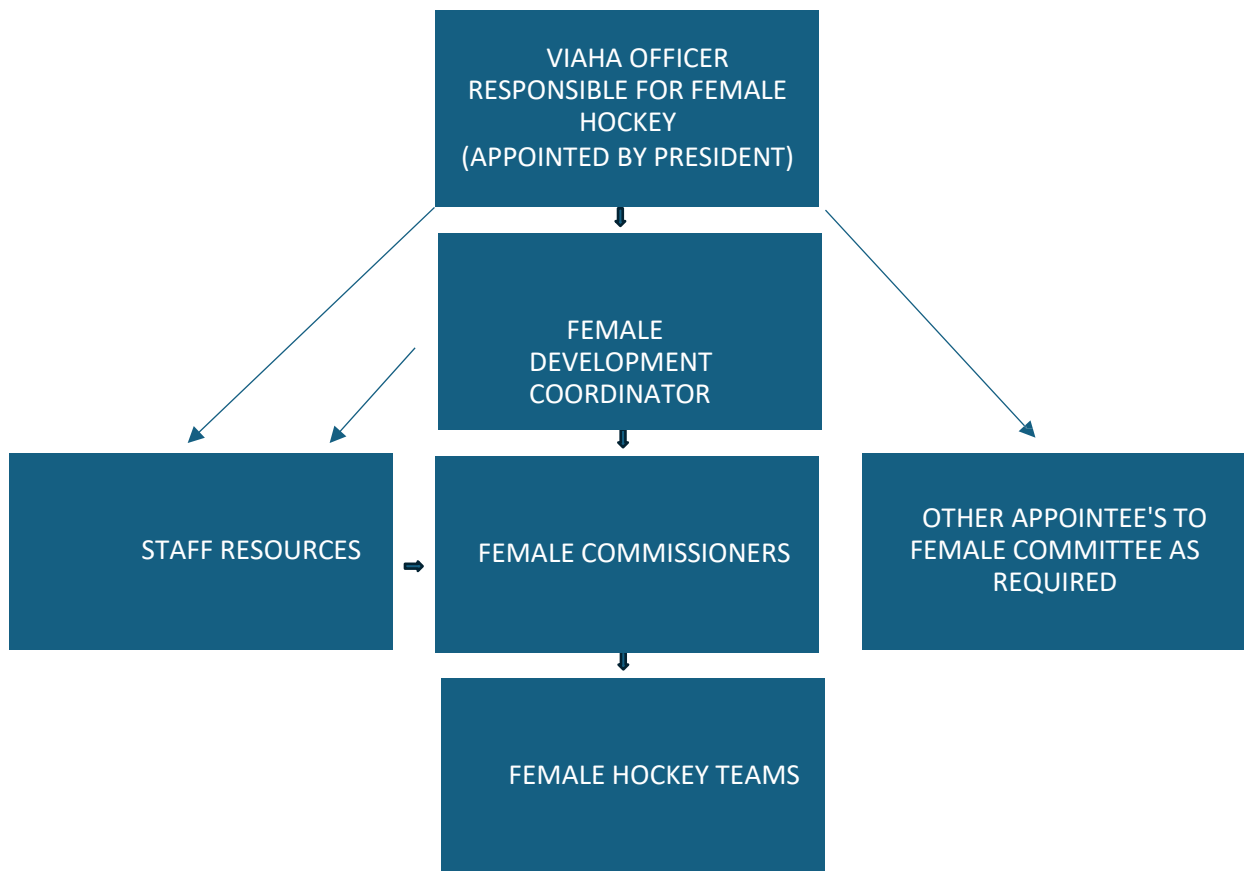 VIAHA OFFICER
RESPONSIBLE FOR FEMALE
HOCKEY
(APPOINTED BY PRESIDENT)
FEMALE
DEVELOPMENT
COORDINATOR
STAFF RESOURCES
FEMALE COMMISSIONERS
OTHER APPOINTEE'S TO
FEMALE COMMITTEE AS
REQUIRED
FEMALE HOCKEY TEAMS